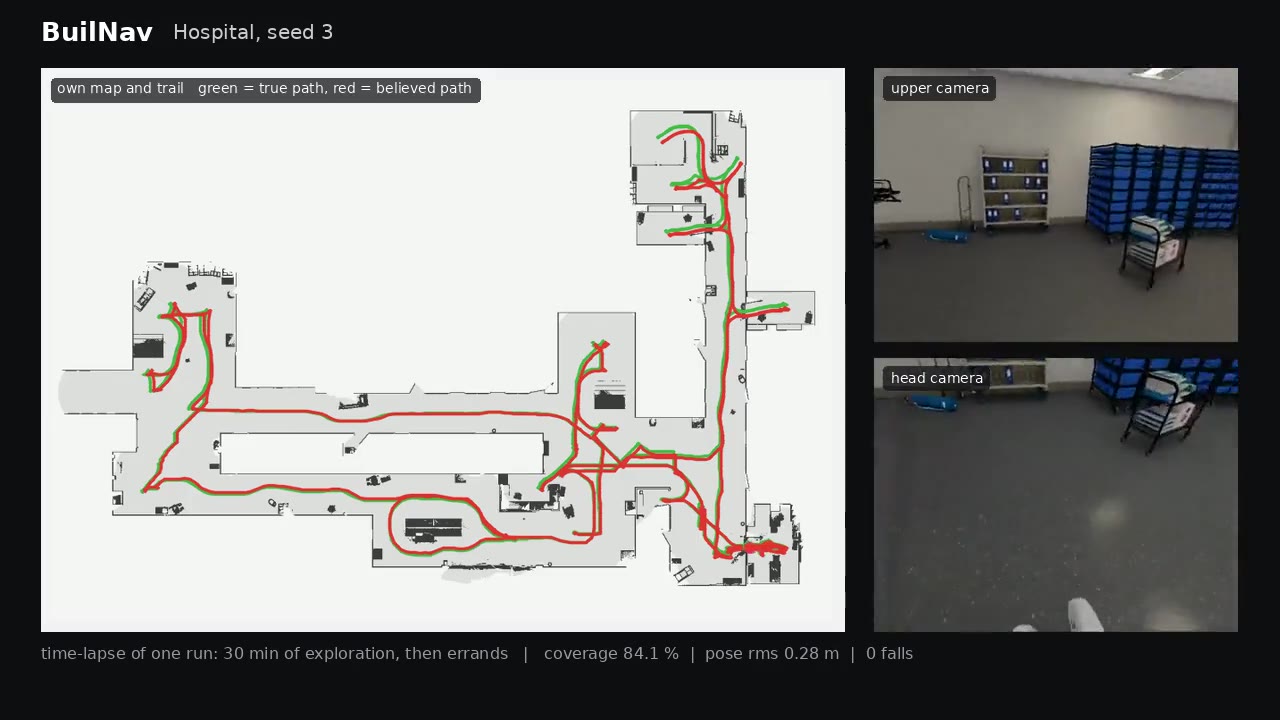 BuilNav Hospital, seed 3
own map and trail green = true path, red = believed path
upper camera
head camera
time-lapse of one run: 30 min of exploration, then errands | coverage 84.1 % | pose rms 0.28 m | 0 falls